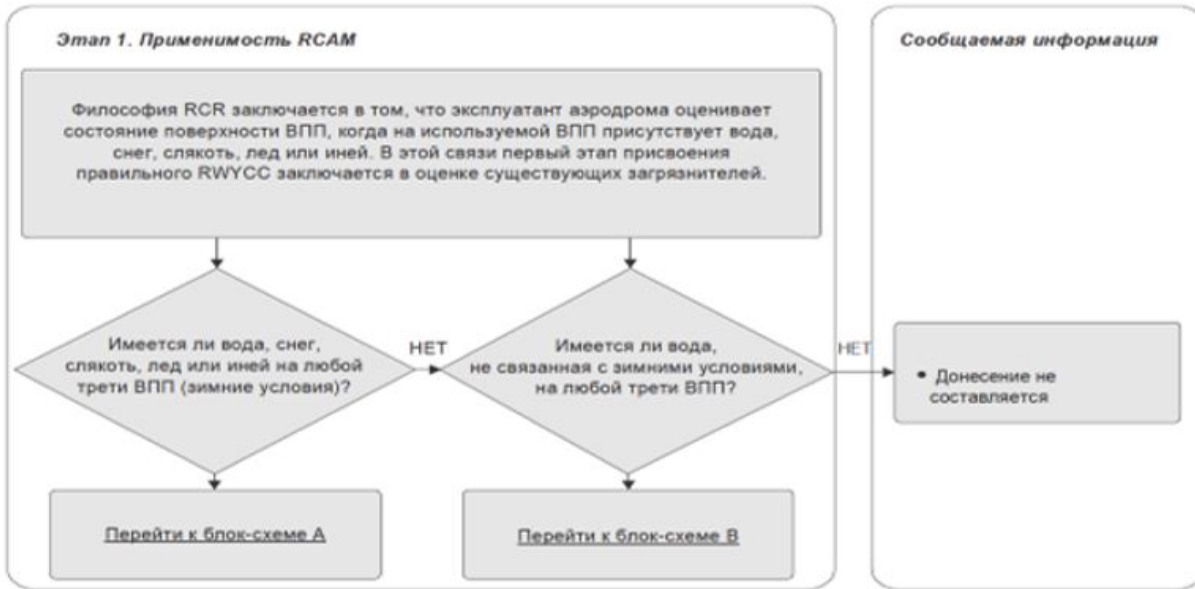 Этап 1. Применимость RCAM
Философия RCR заключается в том, что эксплуатант аэродрома оценивает
состояние поверхности ВПП, когда на используемой ВПП присутствует вода,
снег, слякоть, лед или иней. В этой связи первый этап присвоения
правильного RWYCC заключается в оценке существующих загрязнителей.
Имеется ли вода, снег,
слякоть, лед или иней на любой
трети ВПП (зимние условия)?
НЕТ
Имеется ли вода,
не связанная с зимними условиями,
на любой трети ВПП?
НЕТ
Перейти к блок-схеме A
Перейти к блок-схеме B
Сообщаемая информация
• Донесение не
составляется